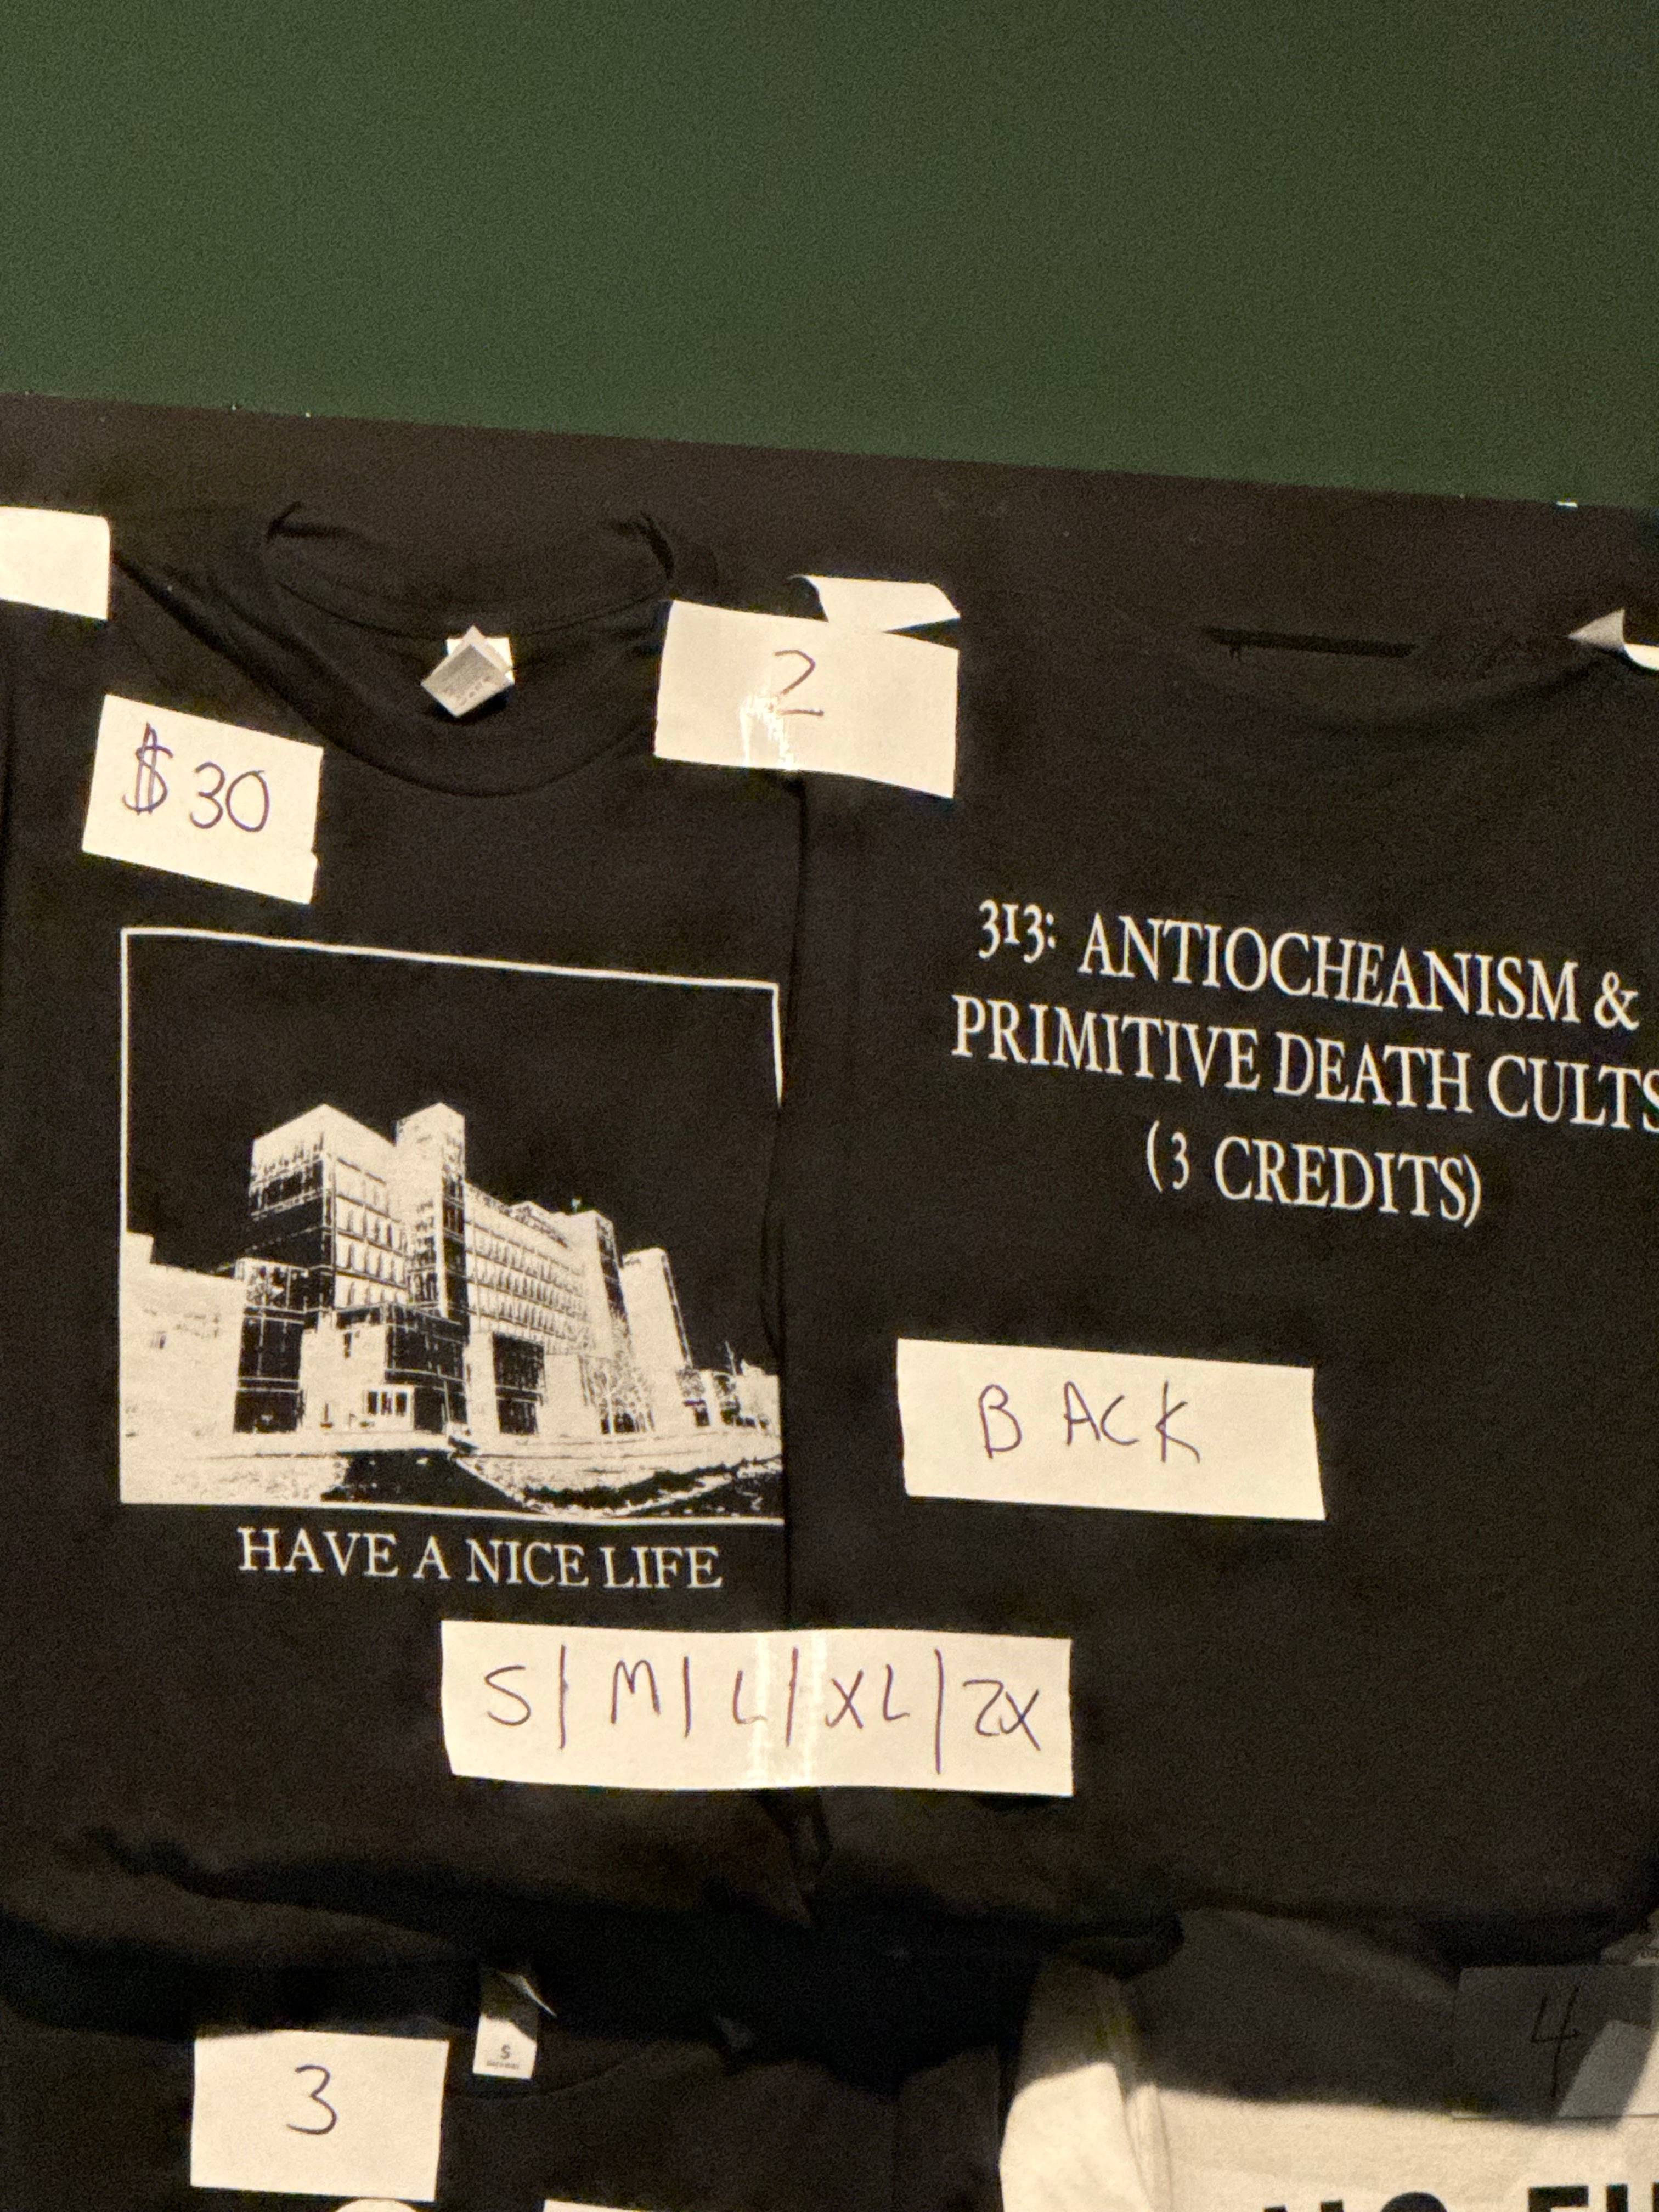 $30
2
313: ANTIOCHEANISM &
PRIMITIVE DEATH CULTS
(3 CREDITS)
BACK
HAVE A NICE LIFE
S | M | L | XL | 2X
S
3
4